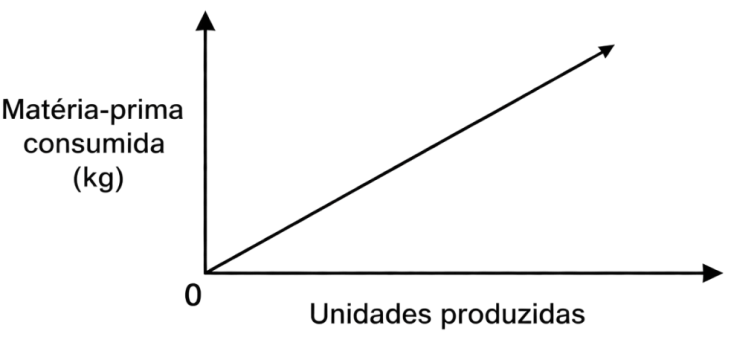 Matéria-prima
consumida
(kg)
0
Unidades produzidas